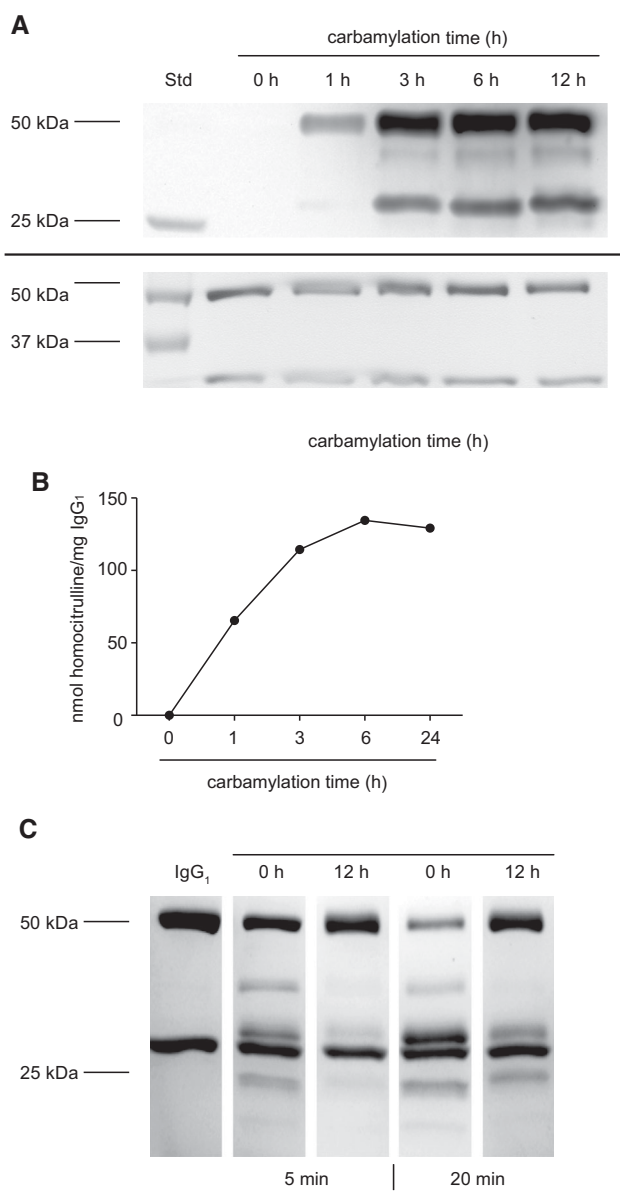 A
carbamylation time (h)
Std 0 h 1 h 3 h 6 h 12 h
50 kDa
25 kDa
50 kDa
37 kDa
carbamylation time (h)
B
nmol homocitrulline/mg IgG1
150
100
50
0
0 1 3 6 24
carbamylation time (h)
C
IgG1 0 h 12 h 0 h 12 h
50 kDa
25 kDa
5 min 20 min